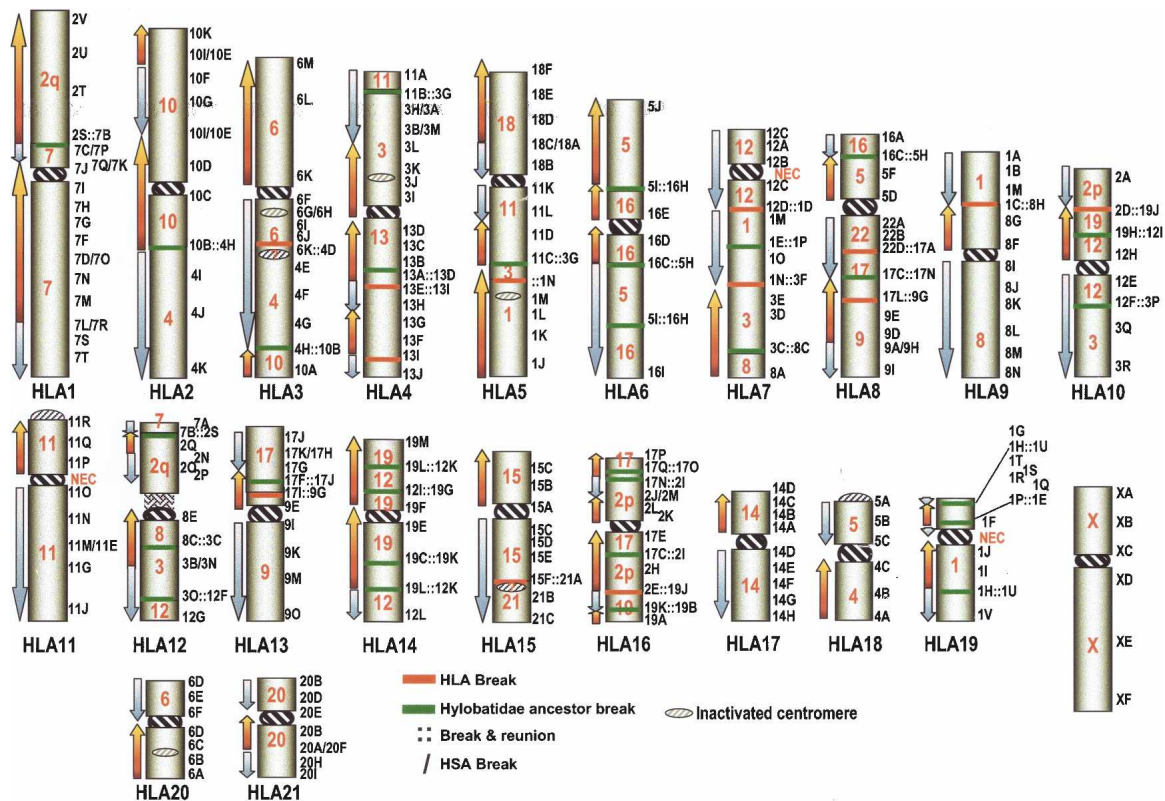 2V
2U
2q
2T
2S::7B
7C/7P
7
7J 7Q/7K
7I
7H
7G
7F
7D/7O
7
7N
7M
7L/7R
7S
7T
HLA1
10K
10I/10E
10F
10
10G
10I/10E
10D
10C
10
10B::4H
4I
4
4J
4K
HLA2
6M
6L
6
6K
6F
6G/6H
6I
6
6J
6K::4D
4E
4F
4
4G
4H::10B
10
10A
HLA3
11
11A
11B::3G
3H/3A
3B/3M
3
3L
3K
3J
3I
13
13D
13C
13B
13A::13D
13E::13I
13H
13G
13F
13I
13J
HLA4
18F
18E
18
18D
18C/18A
18B
11K
11
11L
11D
11C::3G
3
::1N
1M
1L
1
1K
1J
HLA5
5J
5
5I::16H
16
16E
16D
16
16C::5H
5
5I::16H
16
16I
HLA6
12C
12
12A
12B
NEC
12C
12
12D::1D
1M
1
1E::1P
1O
1N::3F
3E
3D
3
3C::8C
8
8A
HLA7
16
16A
16C::5H
5
5F
5D
22A
22
22B
22D::17A
17
17C::17N
17L::9G
9E
9
9D
9A/9H
9I
HLA8
1A
1B
1
1M
1C::8H
8G
8F
8I
8J
8K
8
8L
8M
8N
HLA9
2A
2p
2D::19J
19
19H::12I
12
12H
12E
12
12F::3P
3
3Q
3R
HLA10
11R
11
11Q
11P
NEC
11O
11N
11
11M/11E
11G
11J
HLA11
7
7A
7B::2S
2Q
2q
2N
2O
2P
8E
8
8C::3C
3
3B/3N
3O::12F
12
12G
HLA12
17J
17
17K/17H
17G
17F::17J
17I::9G
9E
9I
9K
9
9M
9O
HLA13
19M
19
19L::12K
12
12I::19G
19
19F
19E
19
19C::19K
19L::12K
12
12L
HLA14
15
15C
15B
15A
15C
15
15D
15E
15F::21A
21
21B
21C
HLA15
17
17P
17Q::17O
17N::2I
2p
2J/2M
2L
2K
17
17E
17C::2I
2p
2H
2E::19J
19
19K::19B
19A
HLA16
14D
14
14C
14B
14A
14D
14E
14
14F
14G
14H
HLA17
5A
5
5B
5C
4C
4
4B
4A
HLA18
1G
1H::1U
1T
1S
1R
1Q
1P::1E
1F
NEC
1J
1
1I
1H::1U
1V
HLA19
XA
X
XB
XC
XD
X
XE
XF
6D
6
6E
6F
6D
6C
6B
6A
HLA20
20B
20
20D
20E
20B
20
20A/20F
20H
20I
HLA21
HLA Break
Hylobatidae ancestor break
Break & reunion
/ HSA Break
Inactivated centromere